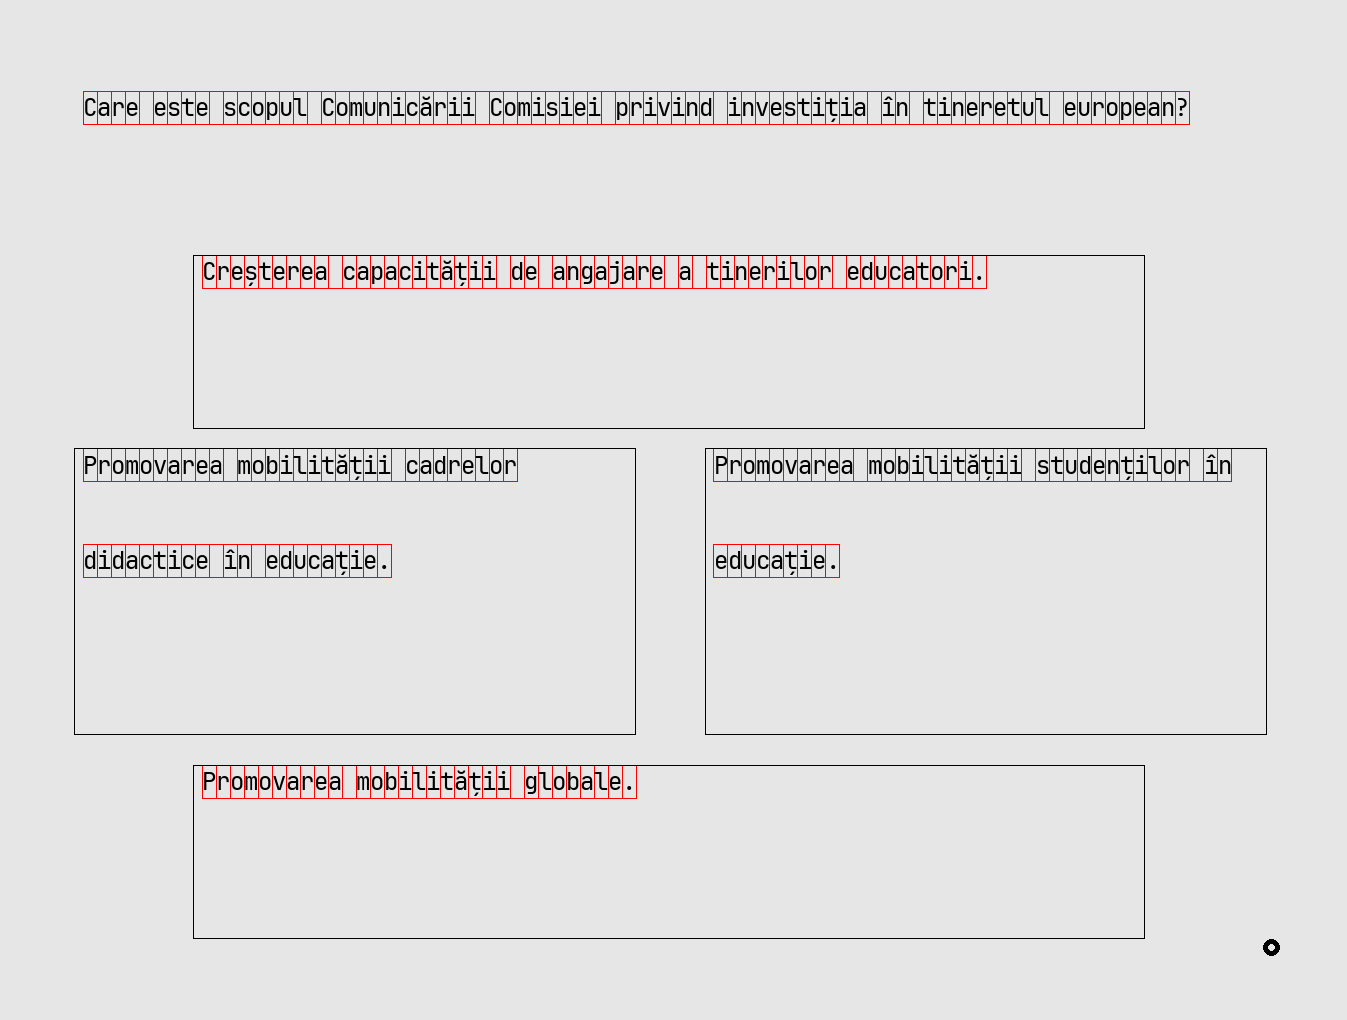 Care este scopul Comunicării Comisiei privind investiția în tineretul european?
Creșterea capacității de angajare a tinerilor educatori.
Promovarea mobilității cadrelor
didactice în educație.
Promovarea mobilității studenților în
educație.
Promovarea mobilității globale.